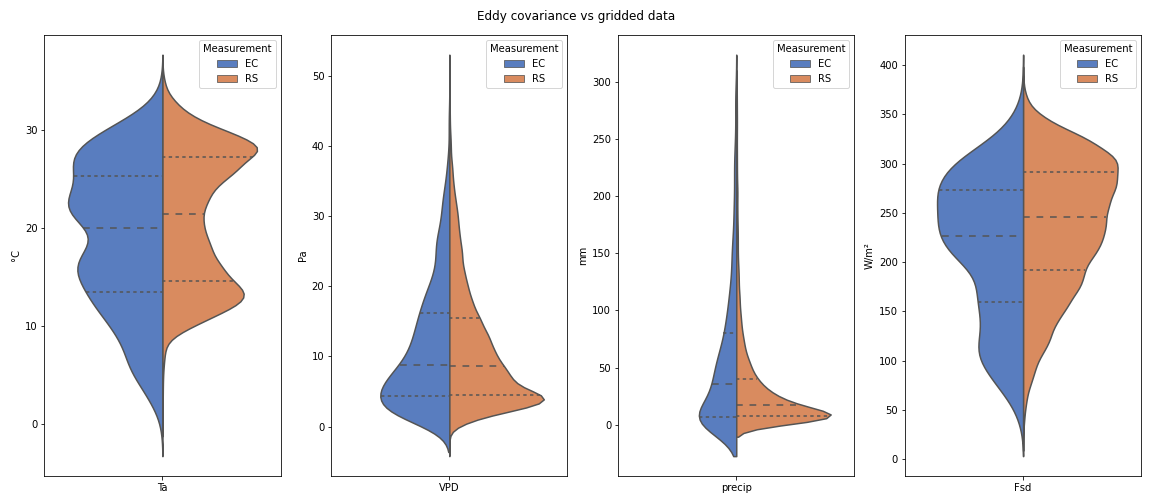 Eddy covariance vs gridded data
Measurement
EC
RS
30
20
10
0
°C
Ta
Measurement
EC
RS
50
40
30
20
10
0
Pa
VPD
Measurement
EC
RS
300
250
200
150
100
50
0
mm
precip
Measurement
EC
RS
400
350
300
250
200
150
100
50
0
W/m²
Fsd